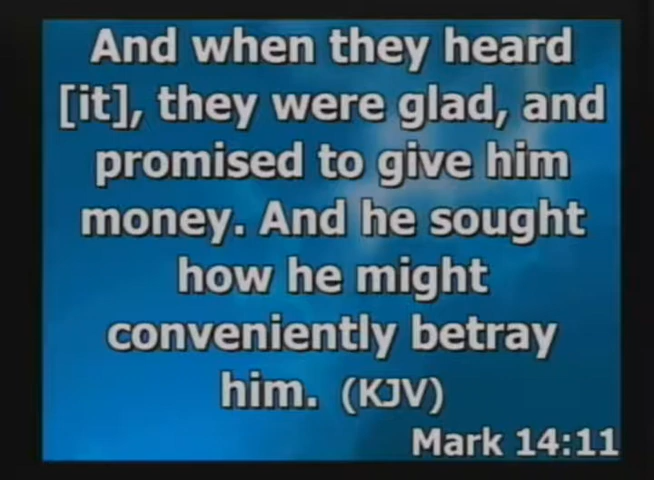 And when they heard
[it], they were glad, and
promised to give him
money. And he sought
how he might
conveniently betray
him. (KJV)
Mark 14:11